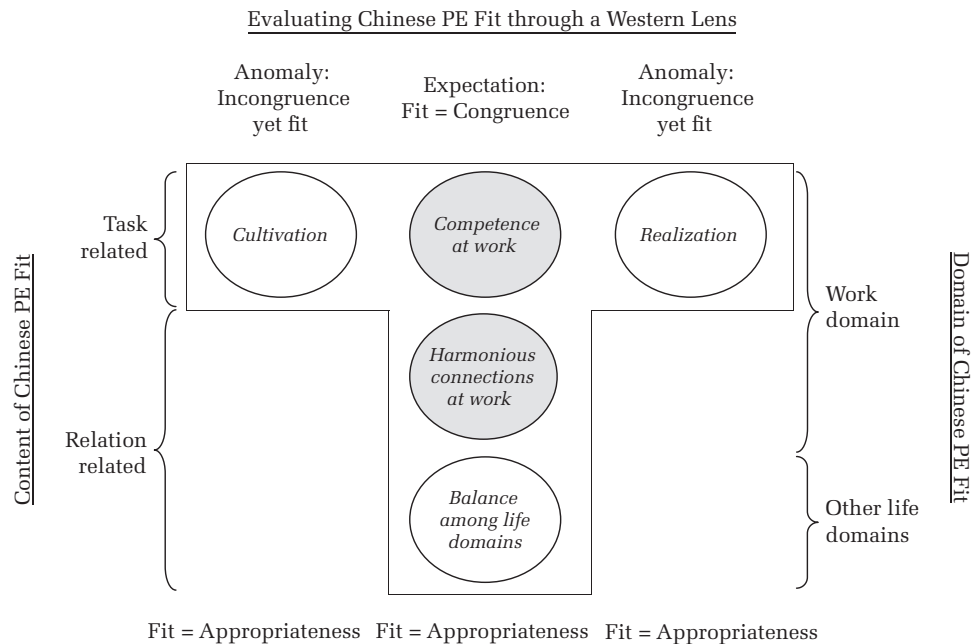 Evaluating Chinese PE Fit through a Western Lens
Anomaly:
Incongruence
yet fit
Expectation:
Fit = Congruence
Anomaly:
Incongruence
yet fit
Content of Chinese PE Fit
Task
related
Relation
related
Cultivation
Competence
at work
Realization
Harmonious
connections
at work
Balance
among life
domains
Work
domain
Other life
domains
Domain of Chinese PE Fit
Fit = Appropriateness
Fit = Appropriateness
Fit = Appropriateness